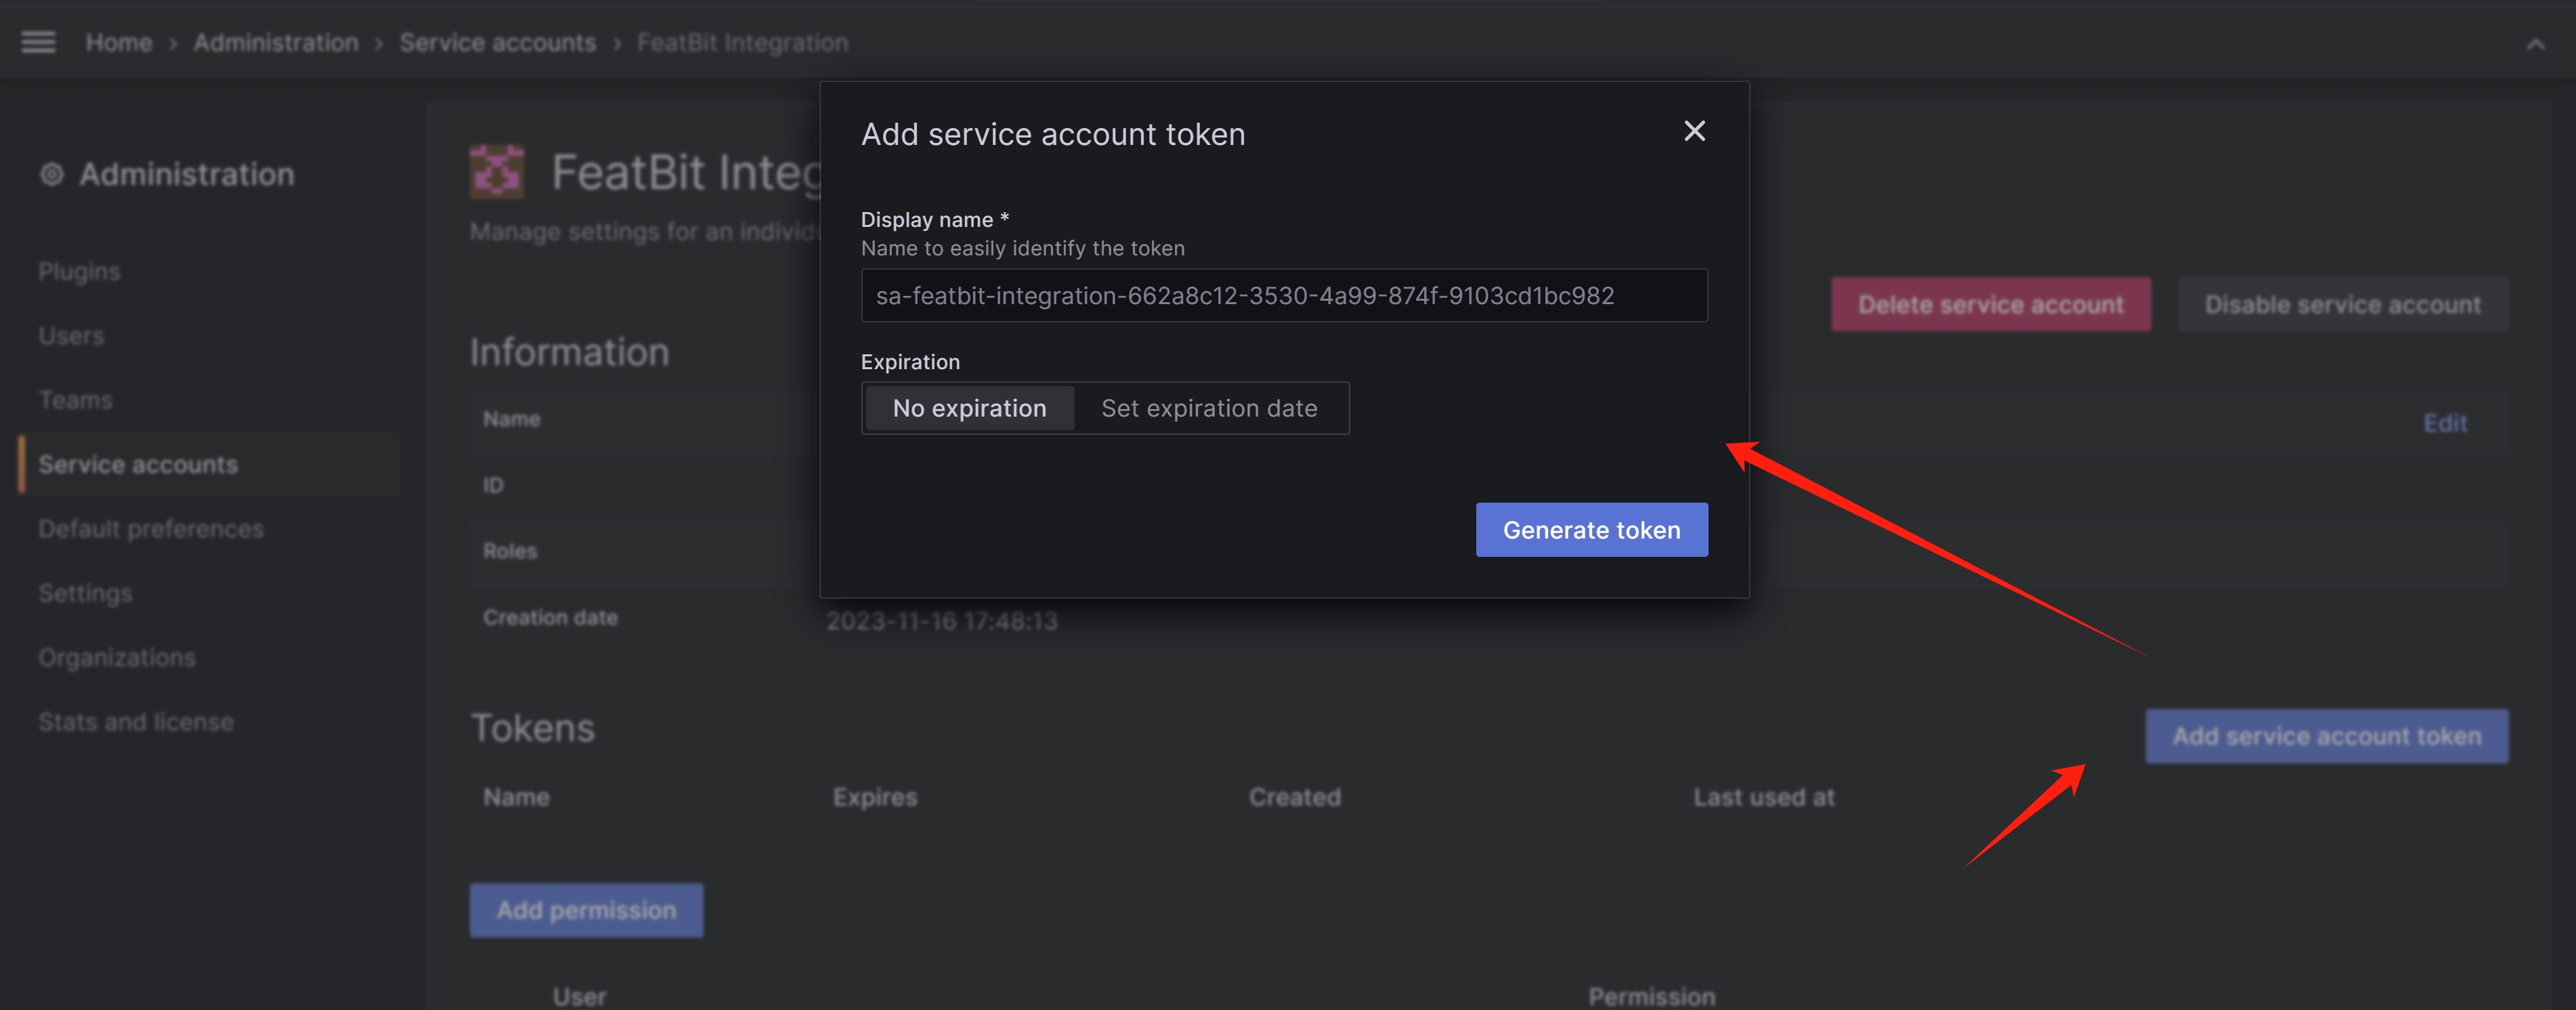 Home › Administration › Service accounts › FeatBit Integration
Administration
Plugins
Users
Teams
Service accounts
Default preferences
Settings
Organizations
Stats and license
FeatBit Integ
Manage settings for an individu
Delete service account
Disable service account
Information
Name
Edit
ID
Roles
Creation date 2023-11-16 17:48:13
Add service account token
Display name *
Name to easily identify the token
sa-featbit-integration-662a8c12-3530-4a99-874f-9103cd1bc982
Expiration
No expiration Set expiration date
Generate token
Tokens
Add service account token
Name Expires Created Last used at
Add permission
User Permission